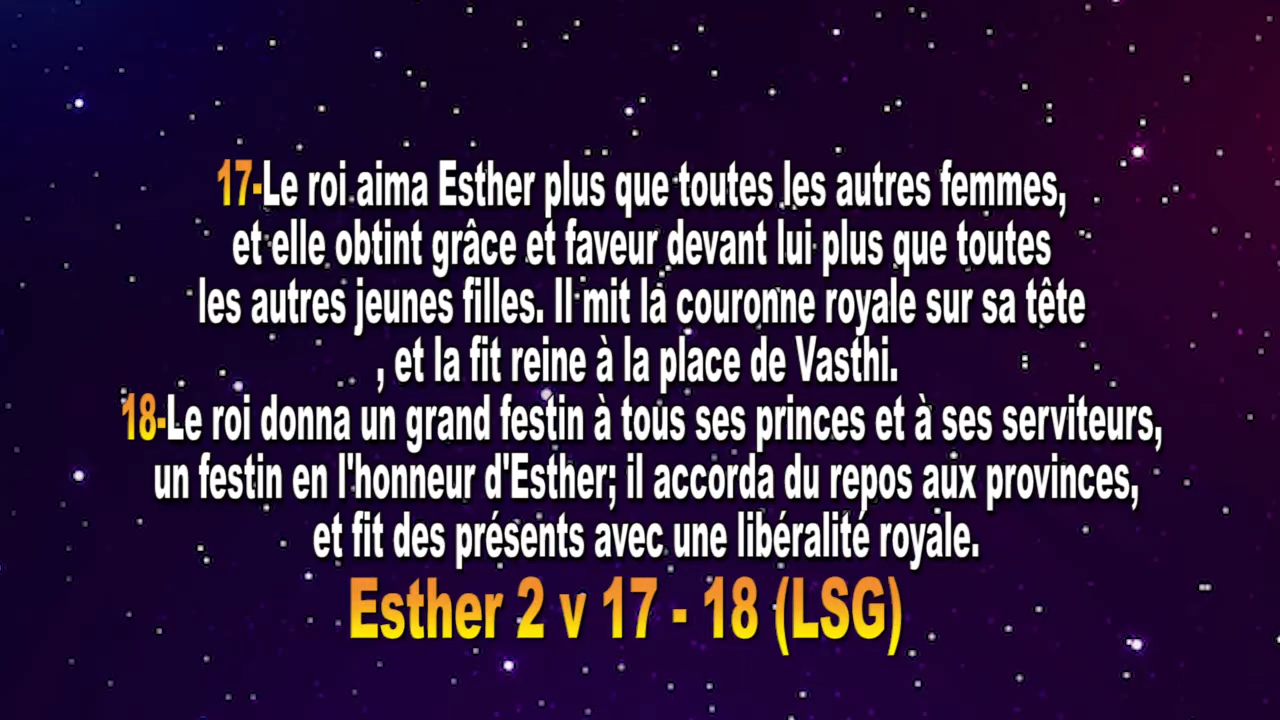 17-Le roi aima Esther plus que toutes les autres femmes,
et elle obtint grâce et faveur devant lui plus que toutes
les autres jeunes filles. Il mit la couronne royale sur sa tête
, et la fit reine à la place de Vasthi.
18-Le roi donna un grand festin à tous ses princes et à ses serviteurs,
un festin en l'honneur d'Esther; il accorda du repos aux provinces,
et fit des présents avec une libéralité royale.
Esther 2 v 17 - 18 (LSG)